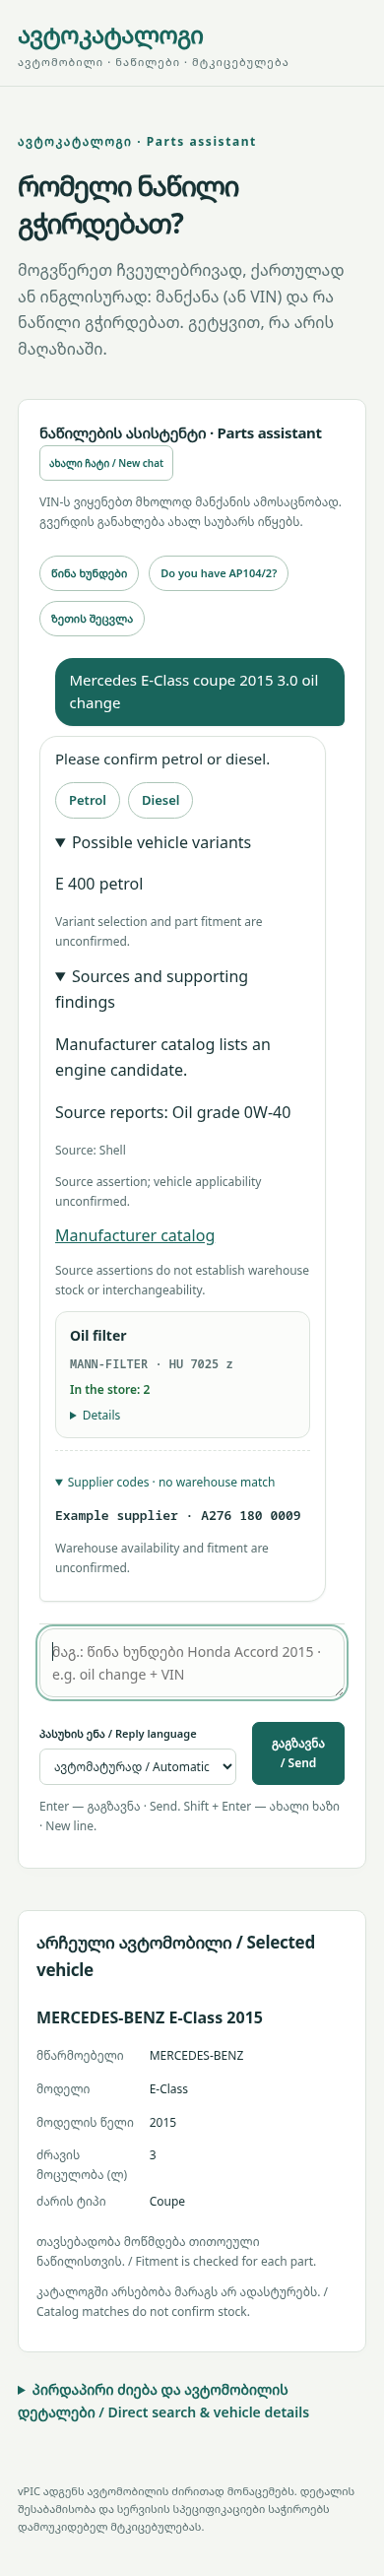 ავტოკატალოგი
ავტომობილი · ნაწილები · მტკიცებულება
ავტოკატალოგი · Parts assistant
რომელი ნაწილი
გჭირდებათ?
მოგვწერეთ ჩვეულებრივად, ქართულად
ან ინგლისურად: მანქანა (ან VIN) და რა
ნაწილი გჭირდებათ. გეტყვით, რა არის
მაღაზიაში.
ნაწილების ასისტენტი · Parts assistant
ახალი ჩატი / New chat
VIN-ს ვიყენებთ მხოლოდ მანქანის ამოსაცნობად.
გვერდის განახლება ახალ საუბარს იწყებს.
წინა ხუნდები
Do you have AP104/2?
ზეთის შეცვლა
Mercedes E-Class coupe 2015 3.0 oil
change
Please confirm petrol or diesel.
Petrol
Diesel
▼ Possible vehicle variants
E 400 petrol
Variant selection and part fitment are
unconfirmed.
▼ Sources and supporting
findings
Manufacturer catalog lists an
engine candidate.
Source reports: Oil grade 0W-40
Source: Shell
Source assertion; vehicle applicability
unconfirmed.
Manufacturer catalog
Source assertions do not establish warehouse
stock or interchangeability.
Oil filter
MANN-FILTER · HU 7025 z
In the store: 2
▶ Details
▼ Supplier codes · no warehouse match
Example supplier · A276 180 0009
Warehouse availability and fitment are
unconfirmed.
მაგ.: წინა ხუნდები Honda Accord 2015 ·
e.g. oil change + VIN
პასუხის ენა / Reply language
ავტომატურად / Automatic
გაგზავნა
/ Send
Enter — გაგზავნა · Send. Shift + Enter — ახალი ხაზი
· New line.
არჩეული ავტომობილი / Selected
vehicle
MERCEDES-BENZ E-Class 2015
მწარმოებელი MERCEDES-BENZ
მოდელი E-Class
მოდელის წელი 2015
ძრავის 3
მოცულობა (ლ)
ძარის ტიპი Coupe
თავსებადობა მოწმდება თითოეული
ნაწილისთვის. / Fitment is checked for each part.
კატალოგში არსებობა მარაგს არ ადასტურებს. /
Catalog matches do not confirm stock.
▶ პირდაპირი ძიება და ავტომობილის
დეტალები / Direct search & vehicle details
vPIC ადგენს ავტომობილის ძირითად მონაცემებს. დეტალის
შესაბამისობა და სერვისის სპეციფიკაციები საჭიროებს
დამოუკიდებელ მტკიცებულებას.